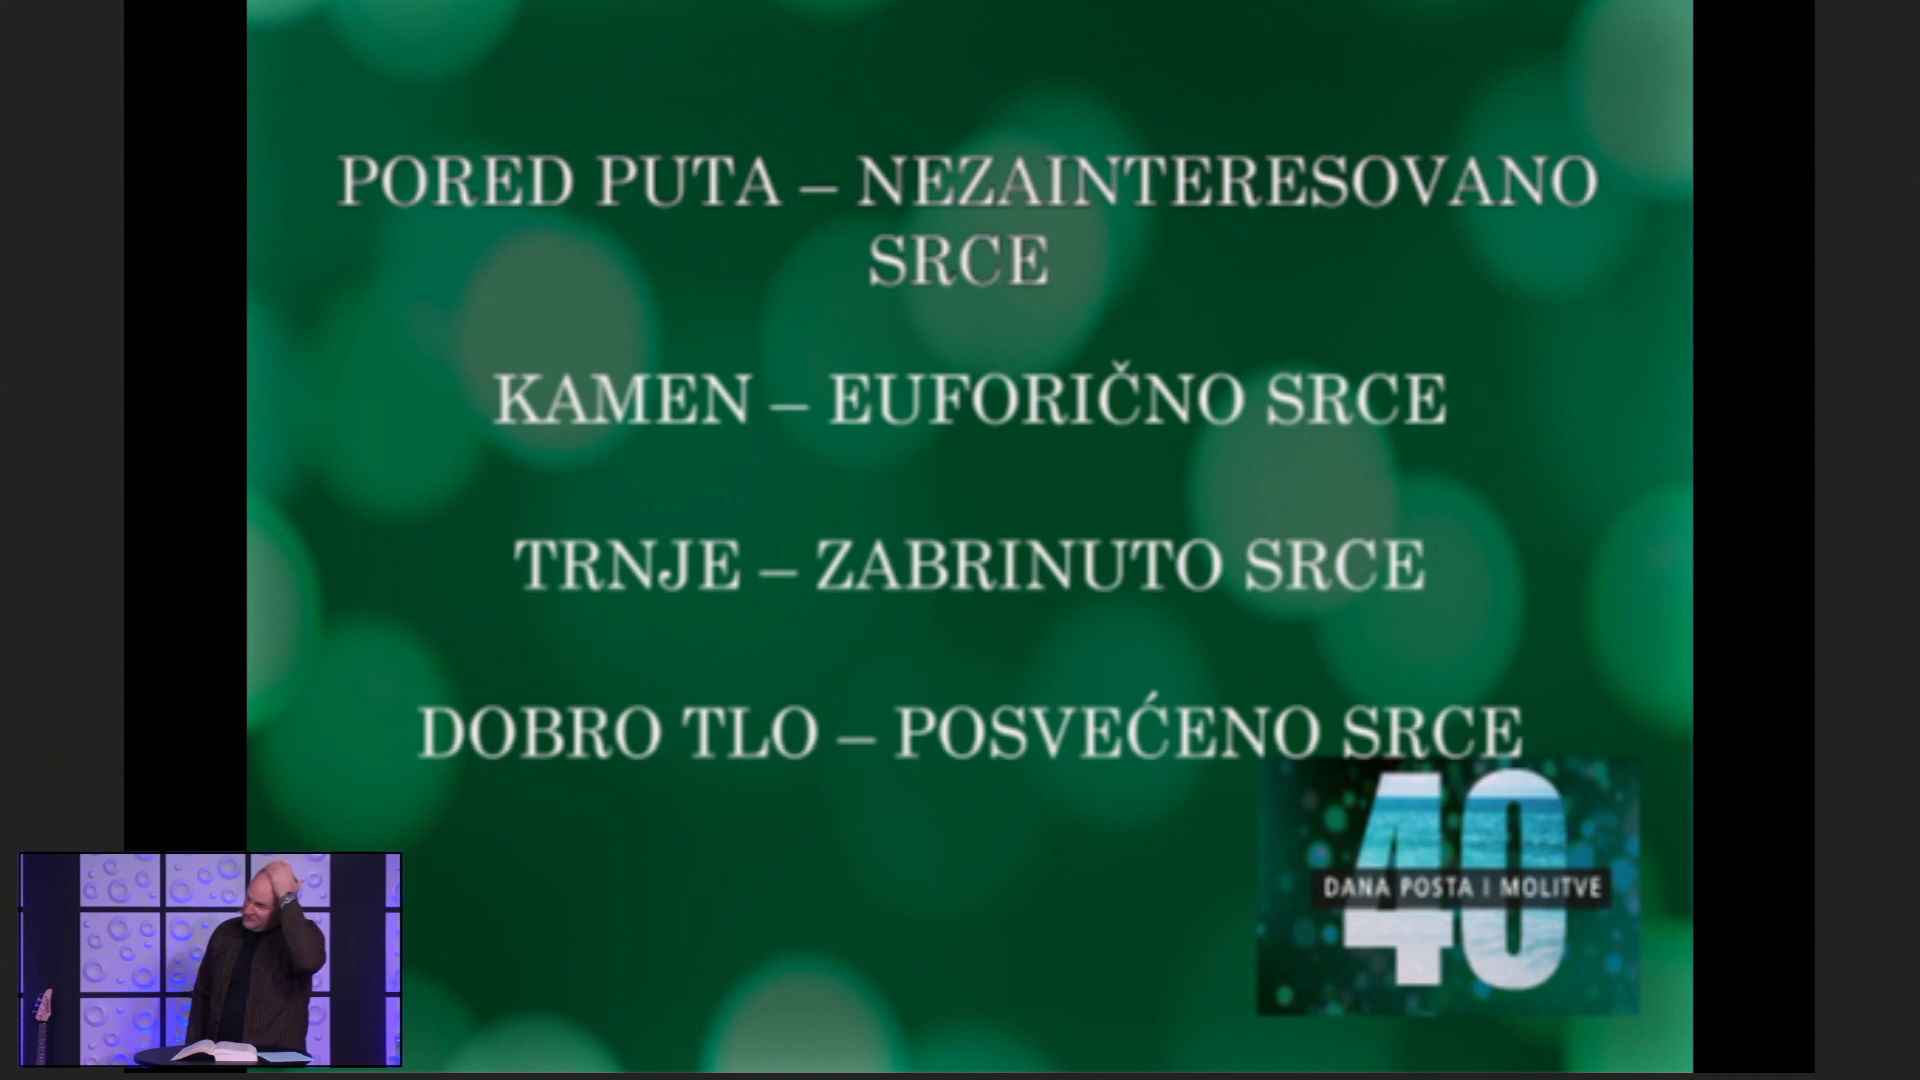 PORED PUTA – NEZAINTERESOVANO
SRCE
KAMEN – EUFORIČNO SRCE
TRNJE – ZABRINUTO SRCE
DOBRO TLO – POSVEĆENO SRCE
40
DANA POSTA I MOLITVE